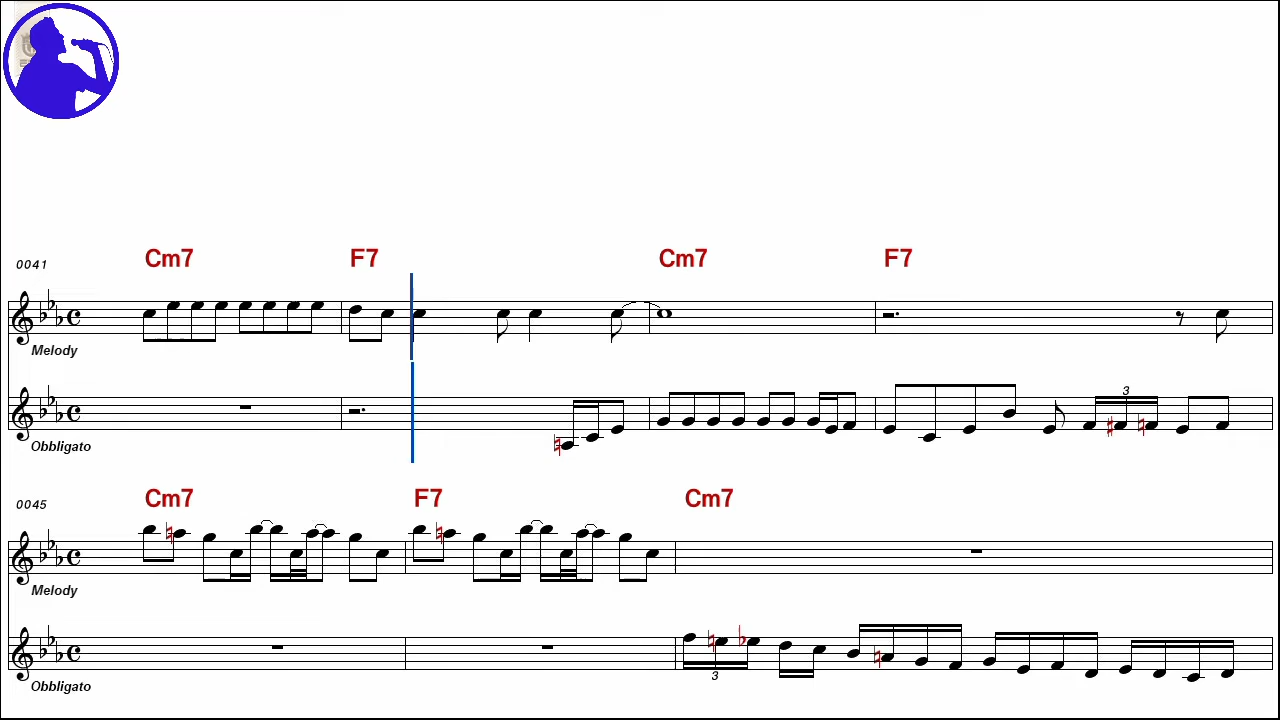 Cm7 F7 Cm7 F7
0041
Melody
3
Obbligato
Cm7 F7 Cm7
0045
Melody
3
Obbligato